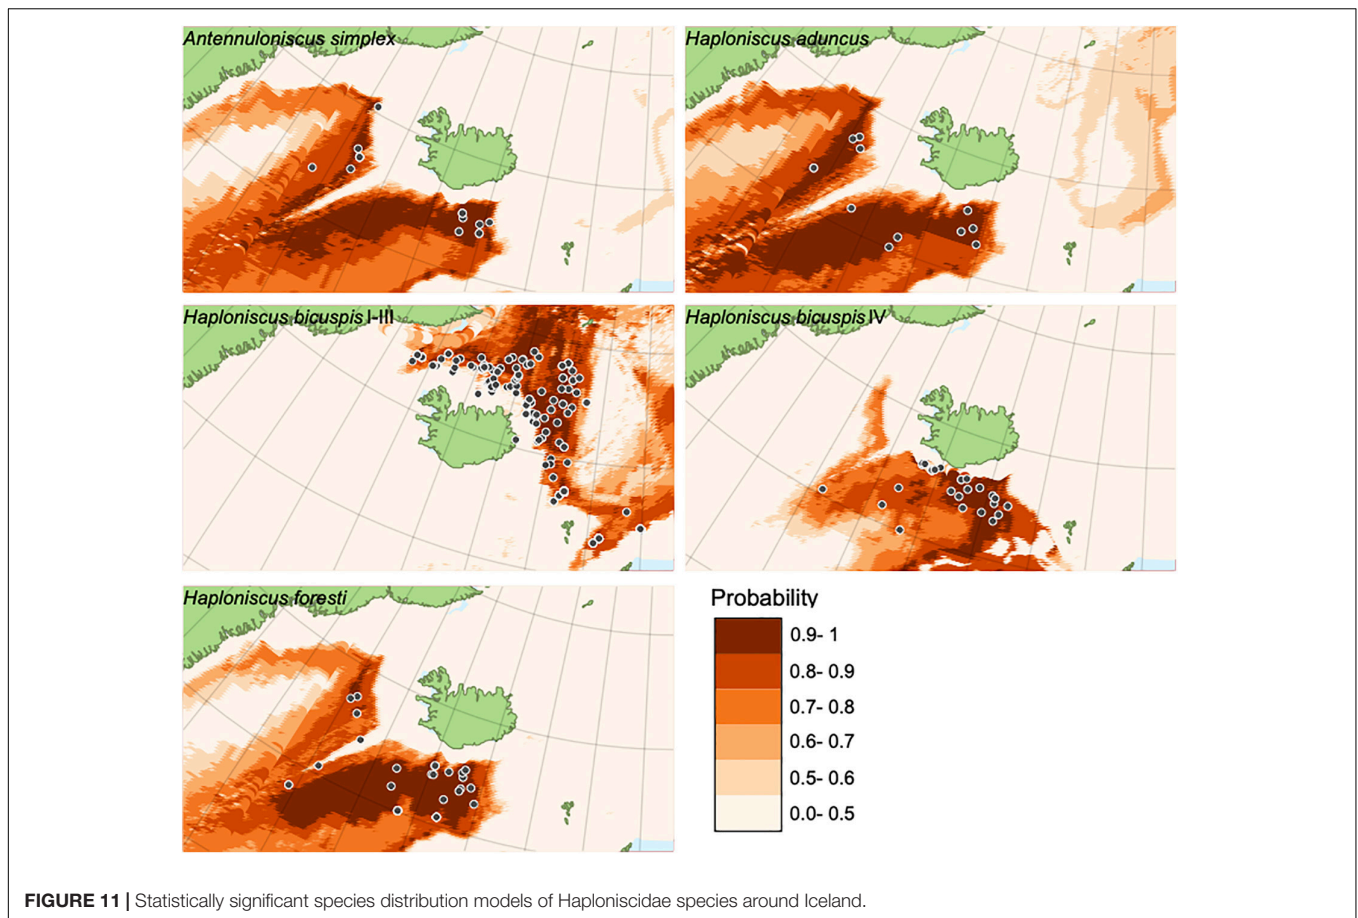 Antennuloniscus simplex
Haploniscus aduncus
Haploniscus bicuspis I-III
Haploniscus bicuspis IV
Haploniscus foresti
Probability
0.9- 1
0.8- 0.9
0.7- 0.8
0.6- 0.7
0.5- 0.6
0.0- 0.5
FIGURE 11 | Statistically significant species distribution models of Haploniscidae species around Iceland.